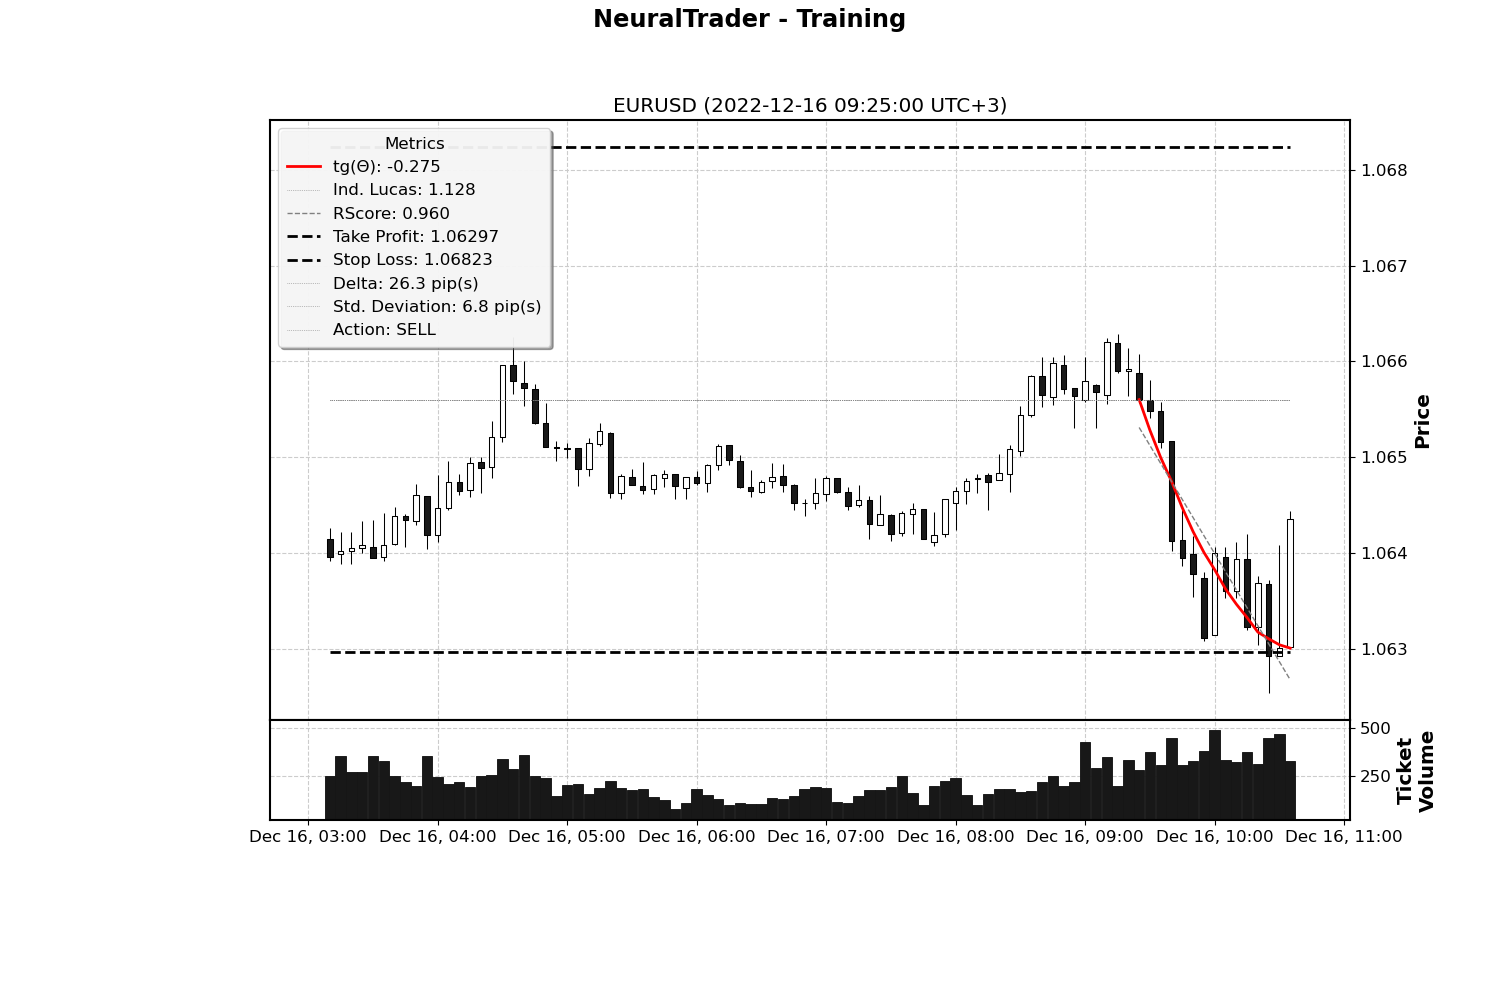 NeuralTrader - Training
EURUSD (2022-12-16 09:25:00 UTC+3)
Metrics
tg(Θ): -0.275
Ind. Lucas: 1.128
RScore: 0.960
Take Profit: 1.06297
Stop Loss: 1.06823
Delta: 26.3 pip(s)
Std. Deviation: 6.8 pip(s)
Action: SELL
1.068
1.067
1.066
1.065
1.064
1.063
Price
500
250
Ticket
Volume
Dec 16, 03:00 Dec 16, 04:00 Dec 16, 05:00 Dec 16, 06:00 Dec 16, 07:00 Dec 16, 08:00 Dec 16, 09:00 Dec 16, 10:00 Dec 16, 11:00